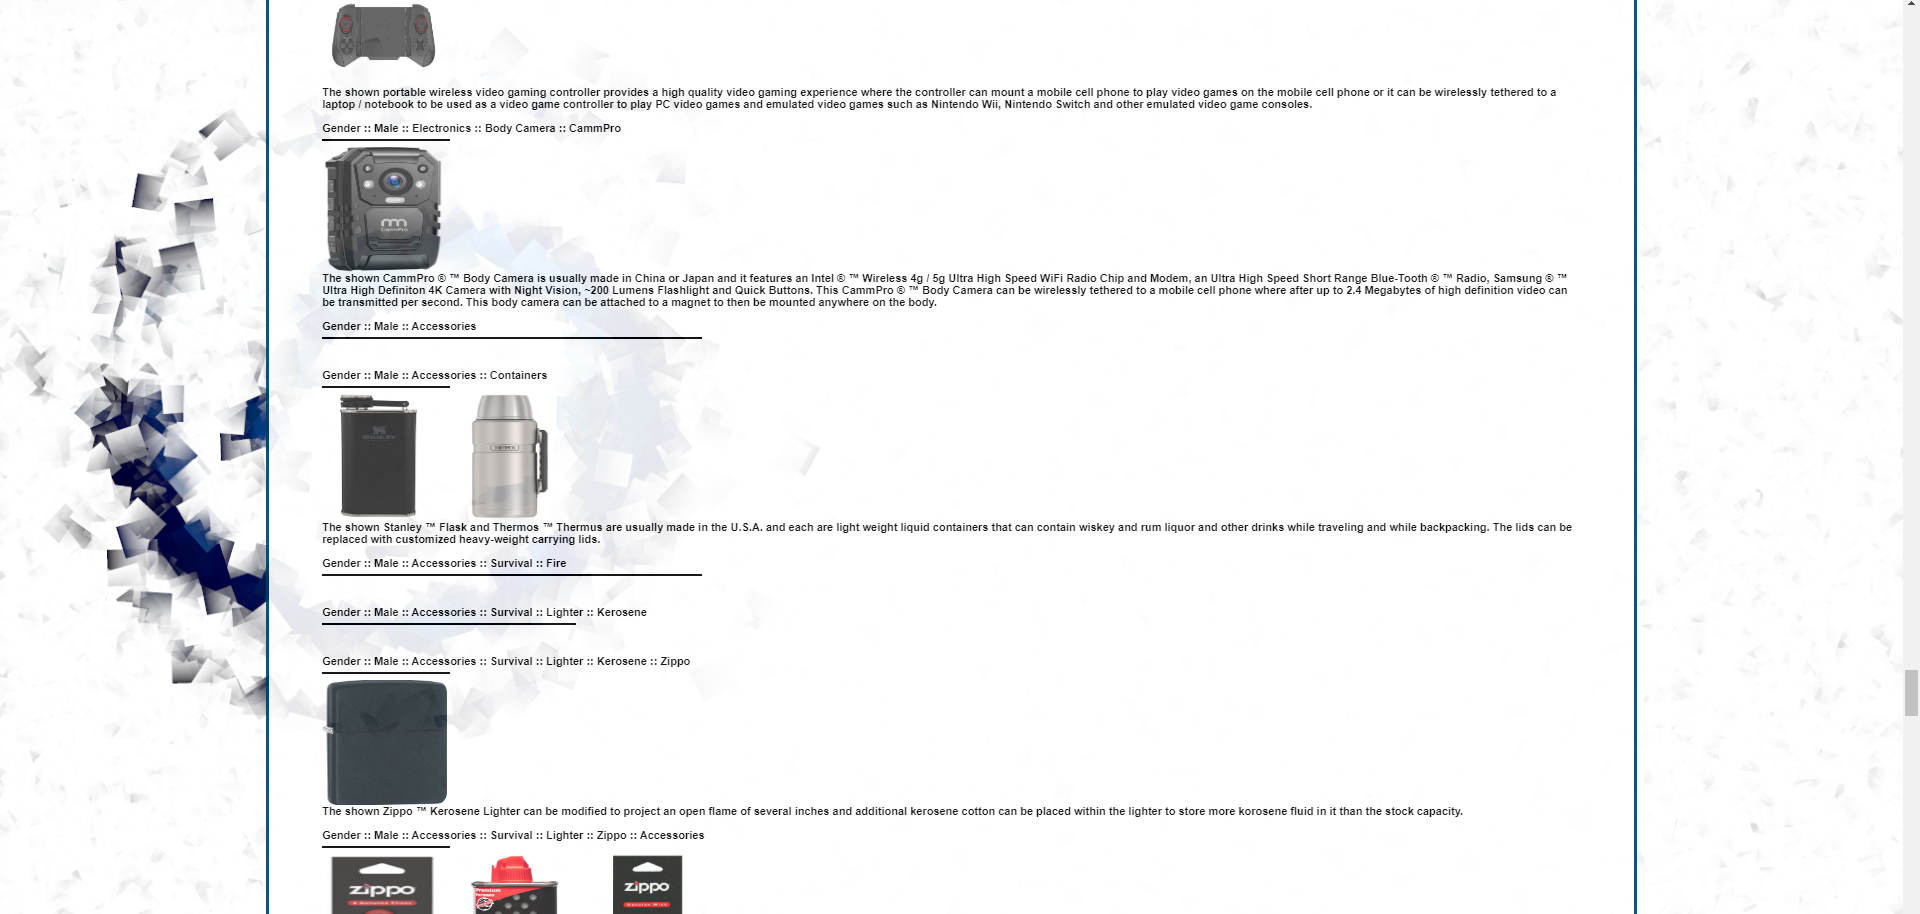 The shown portable wireless video gaming controller provides a high quality video gaming experience where the controller can mount a mobile cell phone to play video games on the mobile cell phone or it can be wirelessly tethered to a
laptop / notebook to be used as a video game controller to play PC video games and emulated video games such as Nintendo Wii, Nintendo Switch and other emulated video game consoles.
Gender :: Male :: Electronics :: Body Camera :: CammPro
CammPro
The shown CammPro ® ™ Body Camera is usually made in China or Japan and it features an Intel ® ™ Wireless 4g / 5g Ultra High Speed WiFi Radio Chip and Modem, an Ultra High Speed Short Range Blue-Tooth ® ™ Radio, Samsung ® ™
Ultra High Definiton 4K Camera with Night Vision, ~200 Lumens Flashlight and Quick Buttons. This CammPro ® ™ Body Camera can be wirelessly tethered to a mobile cell phone where after up to 2.4 Megabytes of high definition video can
be transmitted per second. This body camera can be attached to a magnet to then be mounted anywhere on the body.
Gender :: Male :: Accessories
Gender :: Male :: Accessories :: Containers
STANLEY
THERMOS
The shown Stanley ™ Flask and Thermos ™ Thermus are usually made in the U.S.A. and each are light weight liquid containers that can contain wiskey and rum liquor and other drinks while traveling and while backpacking. The lids can be
replaced with customized heavy-weight carrying lids.
Gender :: Male :: Accessories :: Survival :: Fire
Gender :: Male :: Accessories :: Survival :: Lighter :: Kerosene
Gender :: Male :: Accessories :: Survival :: Lighter :: Kerosene :: Zippo
The shown Zippo ™ Kerosene Lighter can be modified to project an open flame of several inches and additional kerosene cotton can be placed within the lighter to store more korosene fluid in it than the stock capacity.
Gender :: Male :: Accessories :: Survival :: Lighter :: Zippo :: Accessories
zippo
Premium
zippo